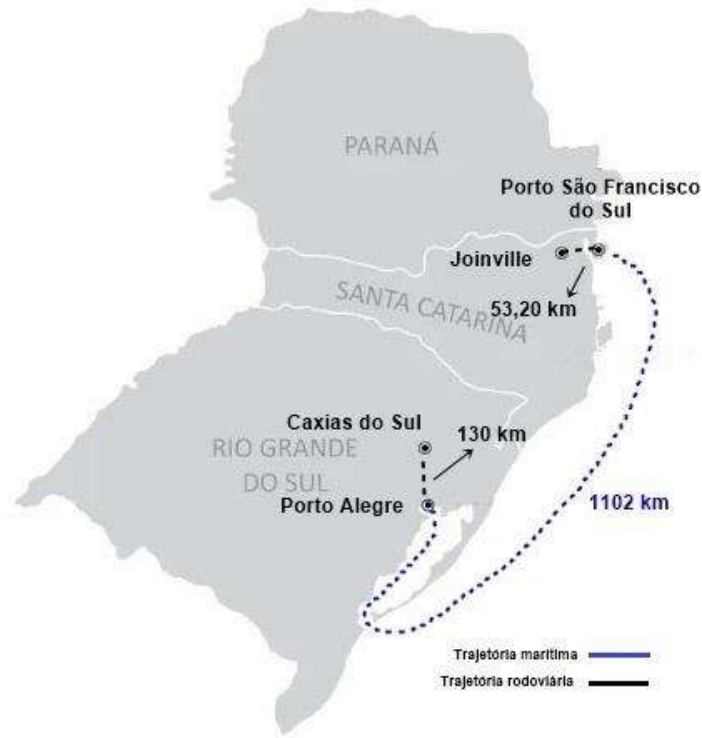 PARANÁ
Porto São Francisco
do Sul
Joinville
SANTA CATARINA
53,20 km
Caxias do Sul
130 km
RIO GRANDE
DO SUL
Porto Alegre
1102 km
Trajetória marítima
Trajetória rodoviária